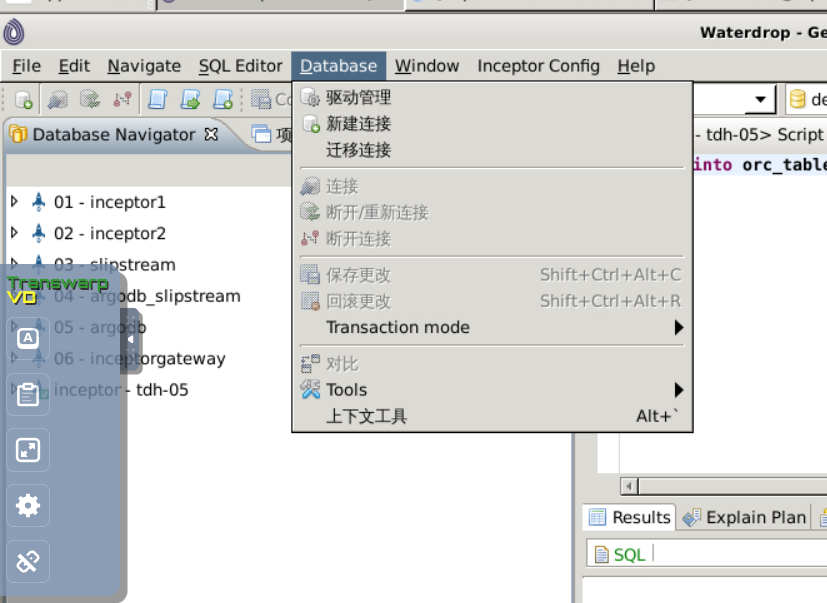 Waterdrop - Ge
File Edit Navigate SQL Editor Database Window Inceptor Config Help
Database Navigator
驱动管理
新建连接
迁移连接
连接
断开/重新连接
断开连接
保存更改 Shift+Ctrl+Alt+C
回滚更改 Shift+Ctrl+Alt+R
Transaction mode
对比
Tools
上下文工具 Alt+`
01 - inceptor1
02 - inceptor2
03 - slipstream
04 - argodb_slipstream
05 - argodb
06 - inceptorgateway
inceptor - tdh-05
Transwarp
VD
A
Co
项
de
- tdh-05> Script
into orc_table
Results Explain Plan
SQL